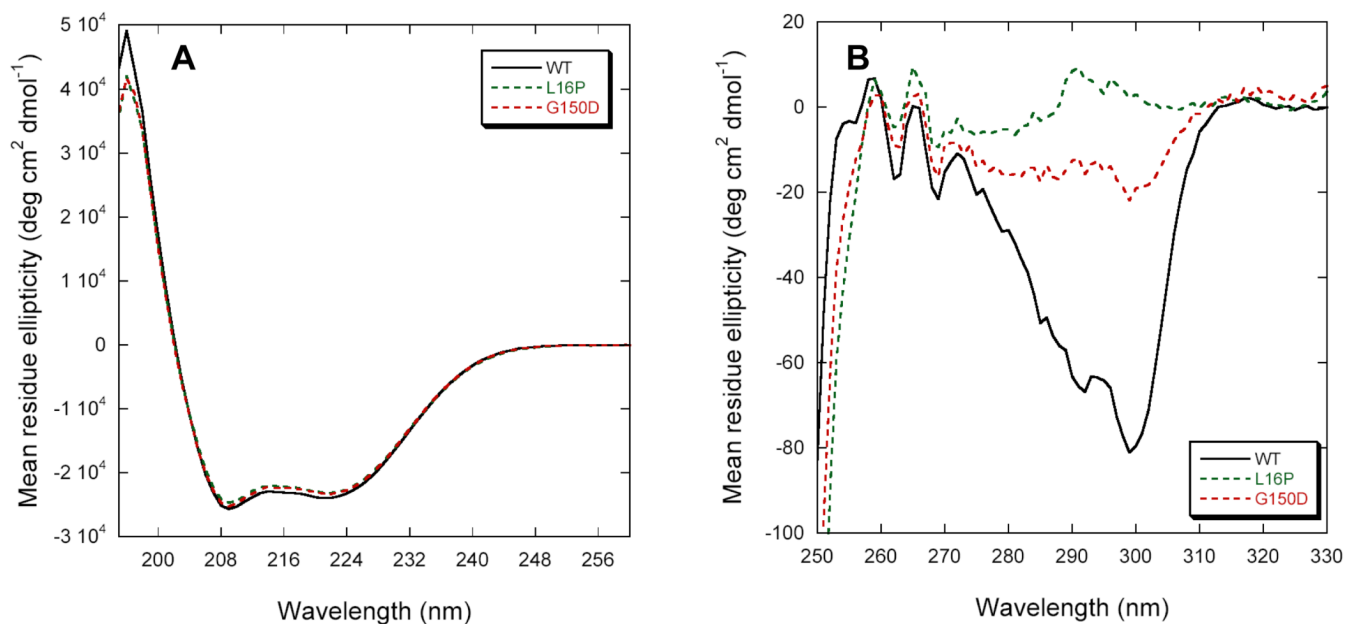 A
WT
L16P
G150D
Mean residue ellipticity (deg cm² dmol⁻¹)
5 10⁴
4 10⁴
3 10⁴
2 10⁴
1 10⁴
0
-1 10⁴
-2 10⁴
-3 10⁴
200 208 216 224 232 240 248 256
Wavelength (nm)
B
Mean residue ellipticity (deg cm² dmol⁻¹)
20
0
-20
-40
-60
-80
-100
WT
L16P
G150D
250 260 270 280 290 300 310 320 330
Wavelength (nm)